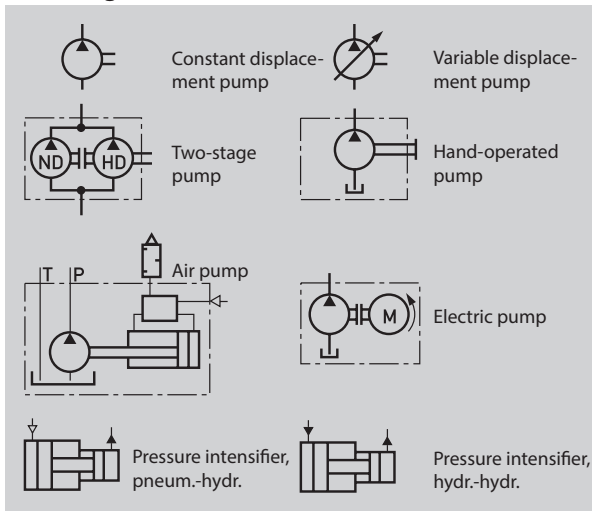 Constant displace-
ment pump
Variable displace-
ment pump
ND HD
Two-stage
pump
Hand-operated
pump
T P
Air pump
M
Electric pump
Pressure intensifier,
pneum.-hydr.
Pressure intensifier,
hydr.-hydr.